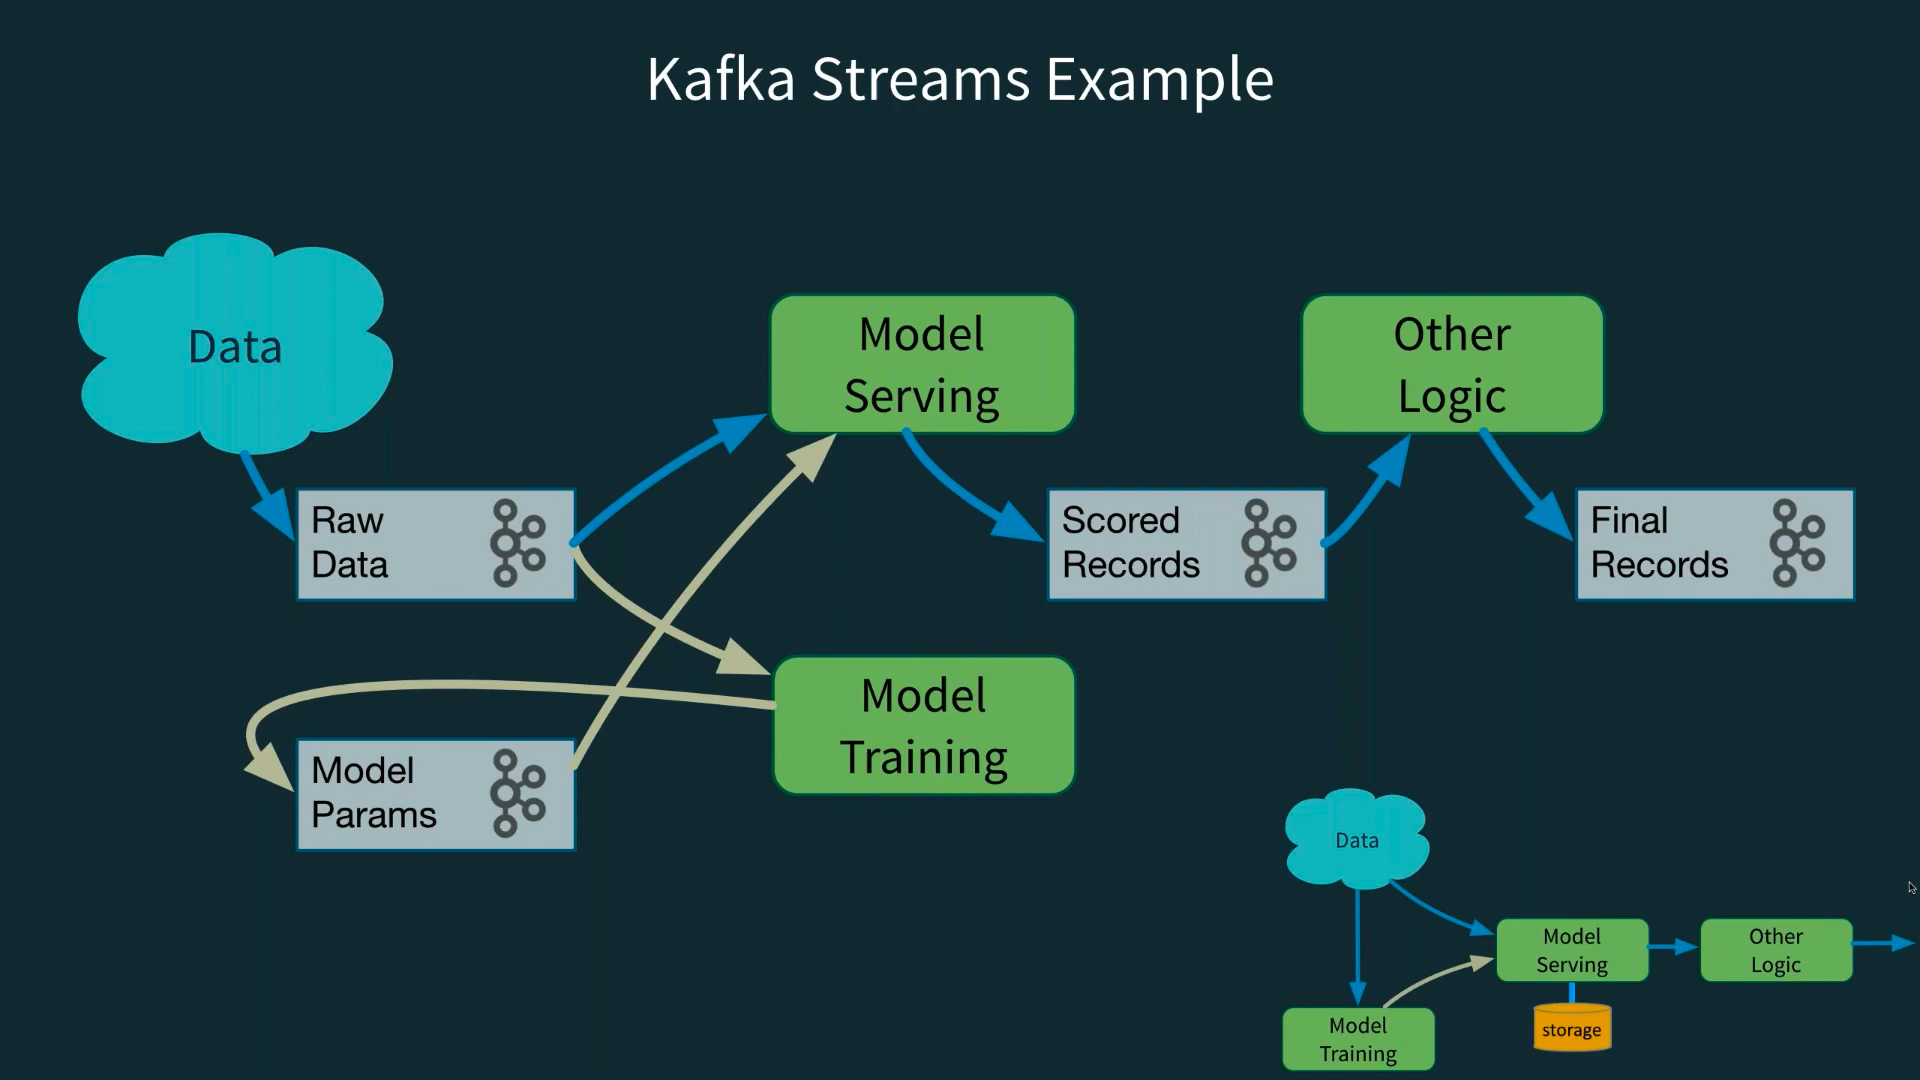 Kafka Streams Example
Data
Model
Serving
Other
Logic
Raw
Data
Scored
Records
Final
Records
Model
Training
Model
Params
Data
Model
Serving
Other
Logic
Model
Training
storage